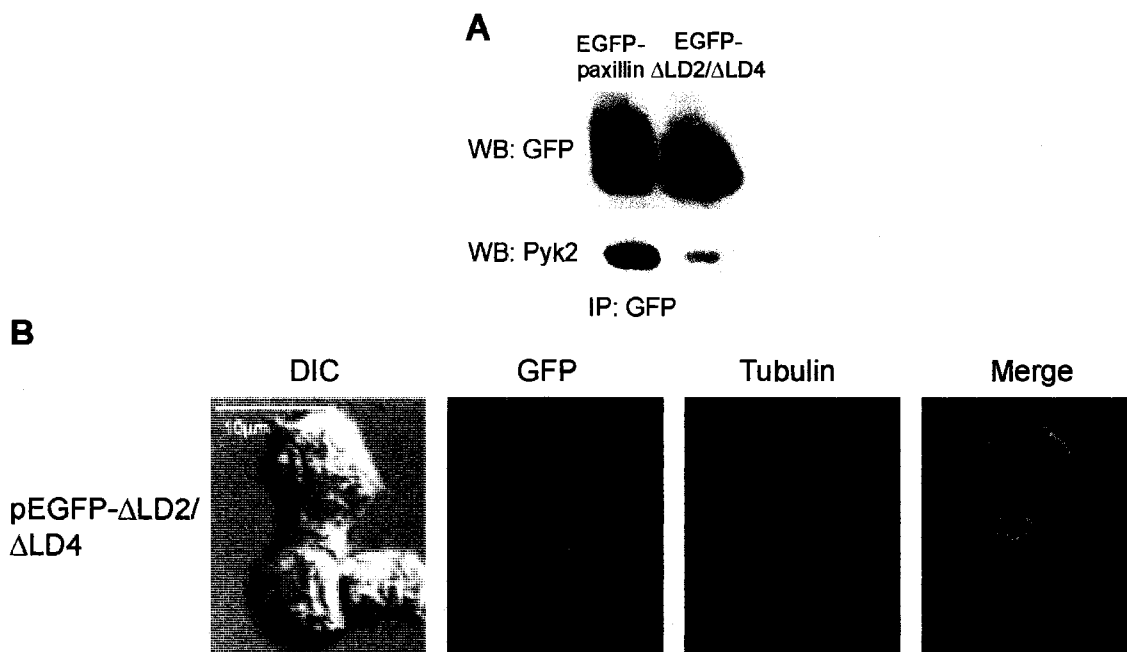 A
EGFP- EGFP-
paxillin ΔLD2/ΔLD4
WB: GFP
WB: Pyk2
IP: GFP
B
DIC GFP Tubulin Merge
10μm
pEGFP-ΔLD2/
ΔLD4